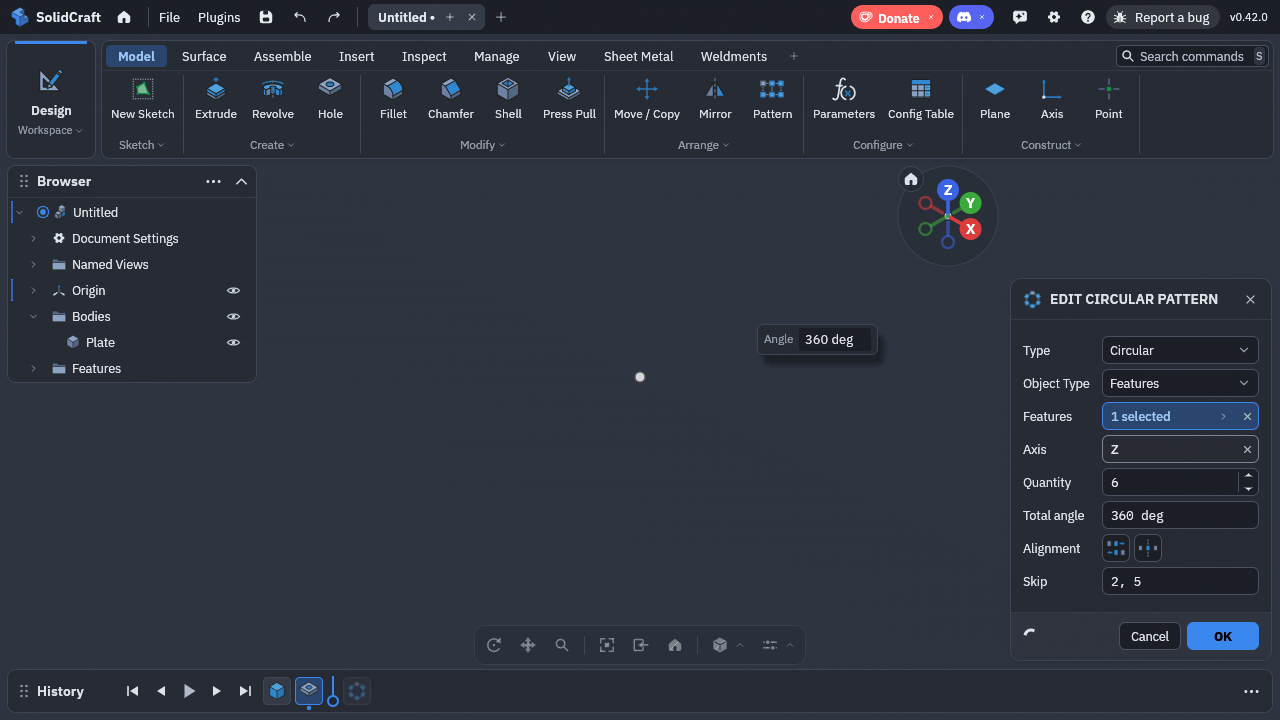 SolidCraft
File
Plugins
Untitled •
Donate
Report a bug
v0.42.0
Design
Workspace
Model
Surface
Assemble
Insert
Inspect
Manage
View
Sheet Metal
Weldments
Search commands
S
New Sketch
Extrude
Revolve
Hole
Fillet
Chamfer
Shell
Press Pull
Move / Copy
Mirror
Pattern
Parameters
Config Table
Plane
Axis
Point
Sketch
Create
Modify
Arrange
Configure
Construct
Browser
Untitled
Document Settings
Named Views
Origin
Bodies
Plate
Features
Z
Y
X
Angle 360 deg
EDIT CIRCULAR PATTERN
Type Circular
Object Type Features
Features 1 selected
Axis Z
Quantity 6
Total angle 360 deg
Alignment
Skip 2, 5
Cancel
OK
History